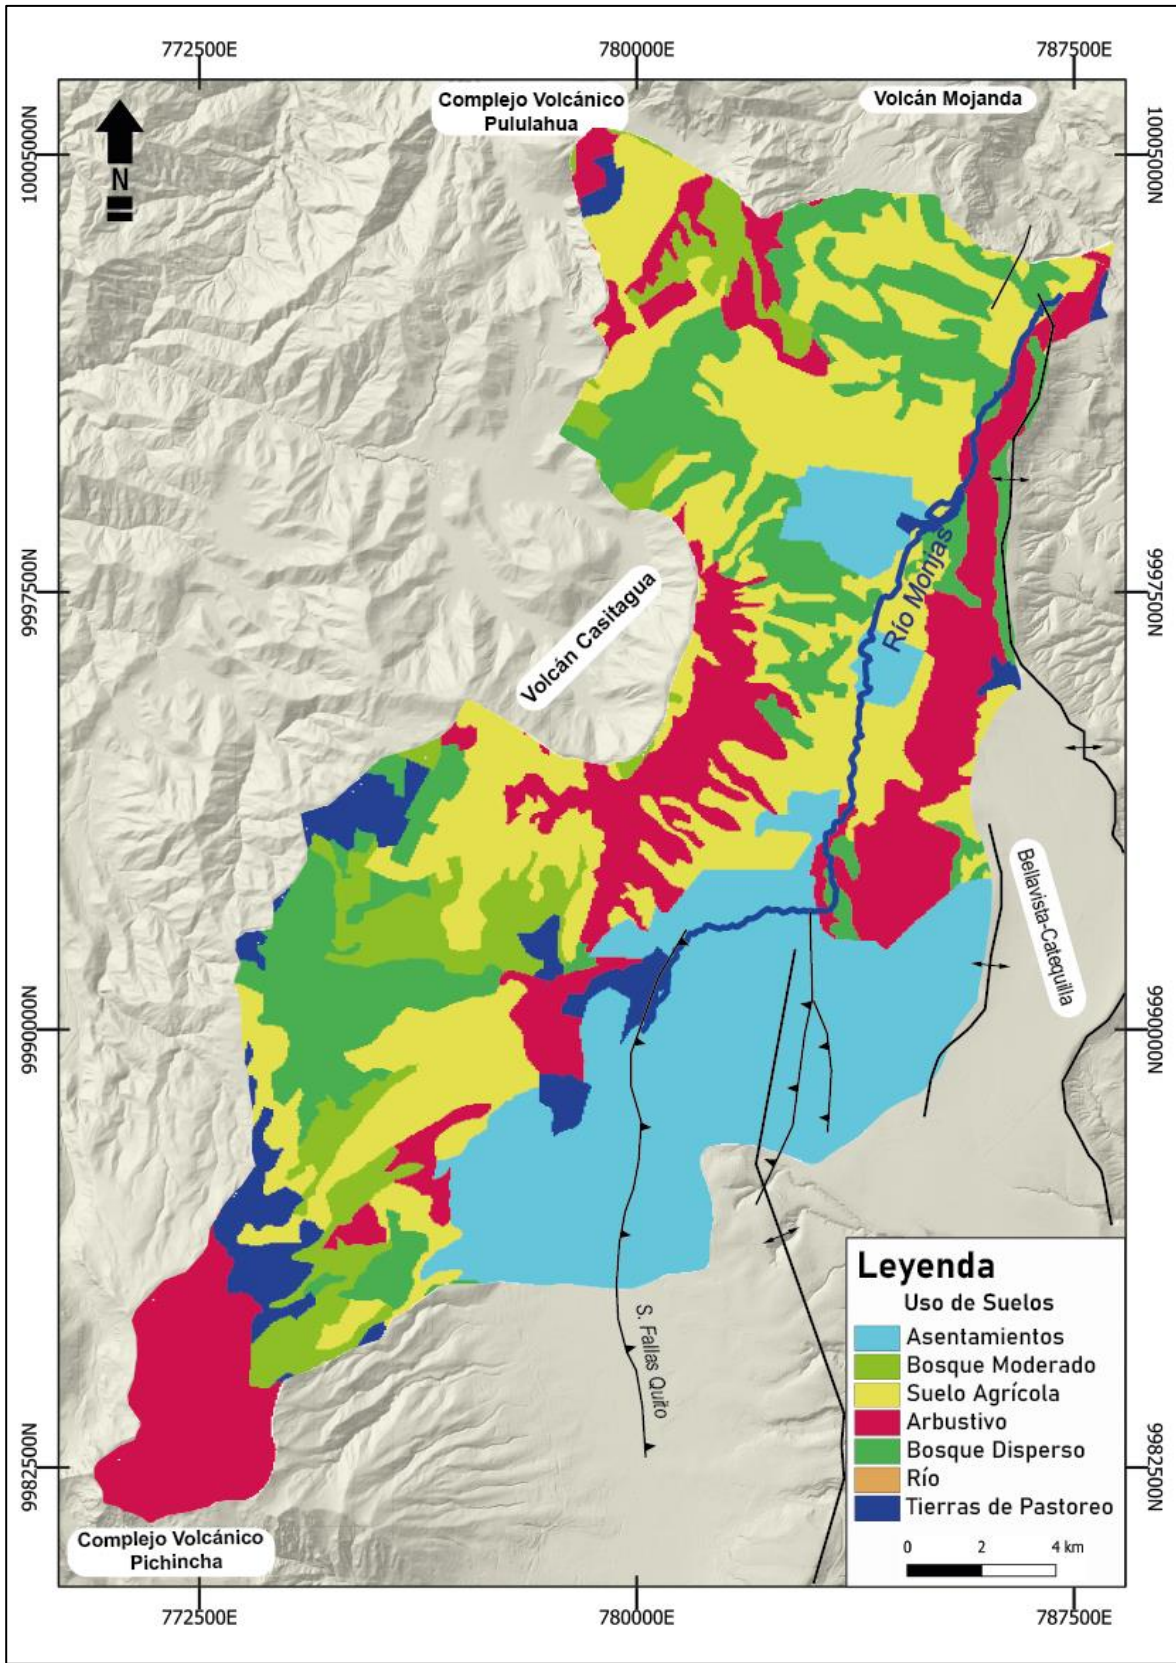 772500E
780000E
787500E
Complejo Volcánico
Pululahua
Volcán Mojanda
10005000N
10005000N
N
9997500N
9997500N
Río Monjas
Volcán Casitagua
Bellavista-Catequilla
9990000N
9990000N
S. Fallas Quito
Leyenda
Uso de Suelos
Asentamientos
Bosque Moderado
Suelo Agrícola
Arbustivo
Bosque Disperso
Río
Tierras de Pastoreo
0 2 4 km
9982500N
9982500N
Complejo Volcánico
Pichincha
772500E
780000E
787500E